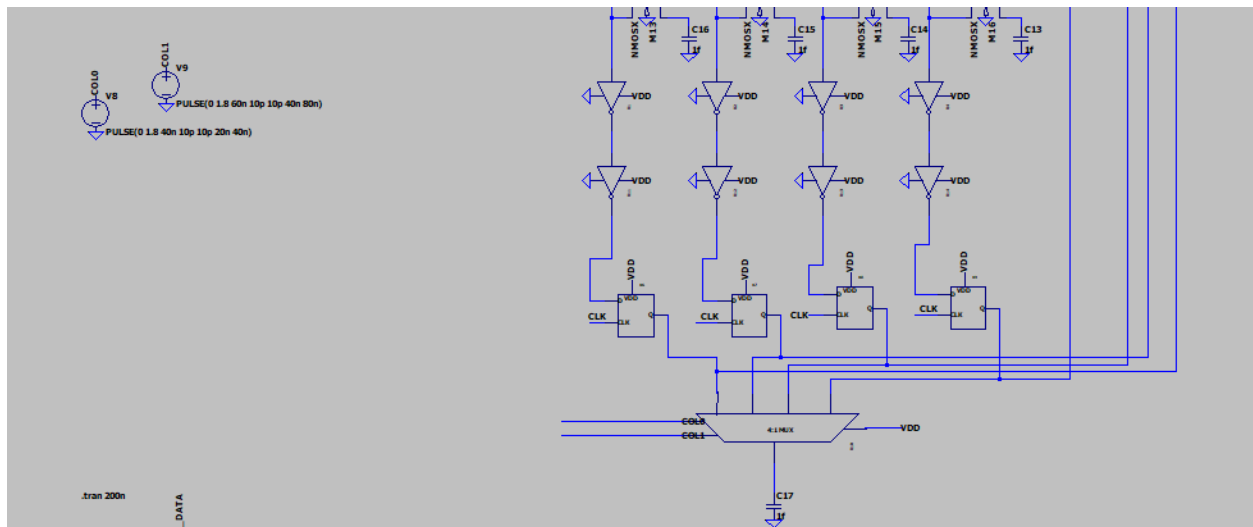 C16
C15
C14
C13
NMOSX
M13
NMOSX
M14
NMOSX
M15
NMOSX
M16
1f
1f
1f
1f
COL1
V9
COL0
V8
PULSE(0 1.8 60n 10p 10p 40n 80n)
PULSE(0 1.8 40n 10p 10p 20n 40n)
VDD
VDD
VDD
VDD
VDD
VDD
VDD
VDD
VDD
VDD
VDD
VDD
D VDD Q
CLK CLK
D VDD Q
CLK CLK
D VDD Q
CLK CLK
D VDD Q
CLK CLK
COL0
COL1
4:1 MUX
VDD
C17
1f
.tran 200n
_DATA